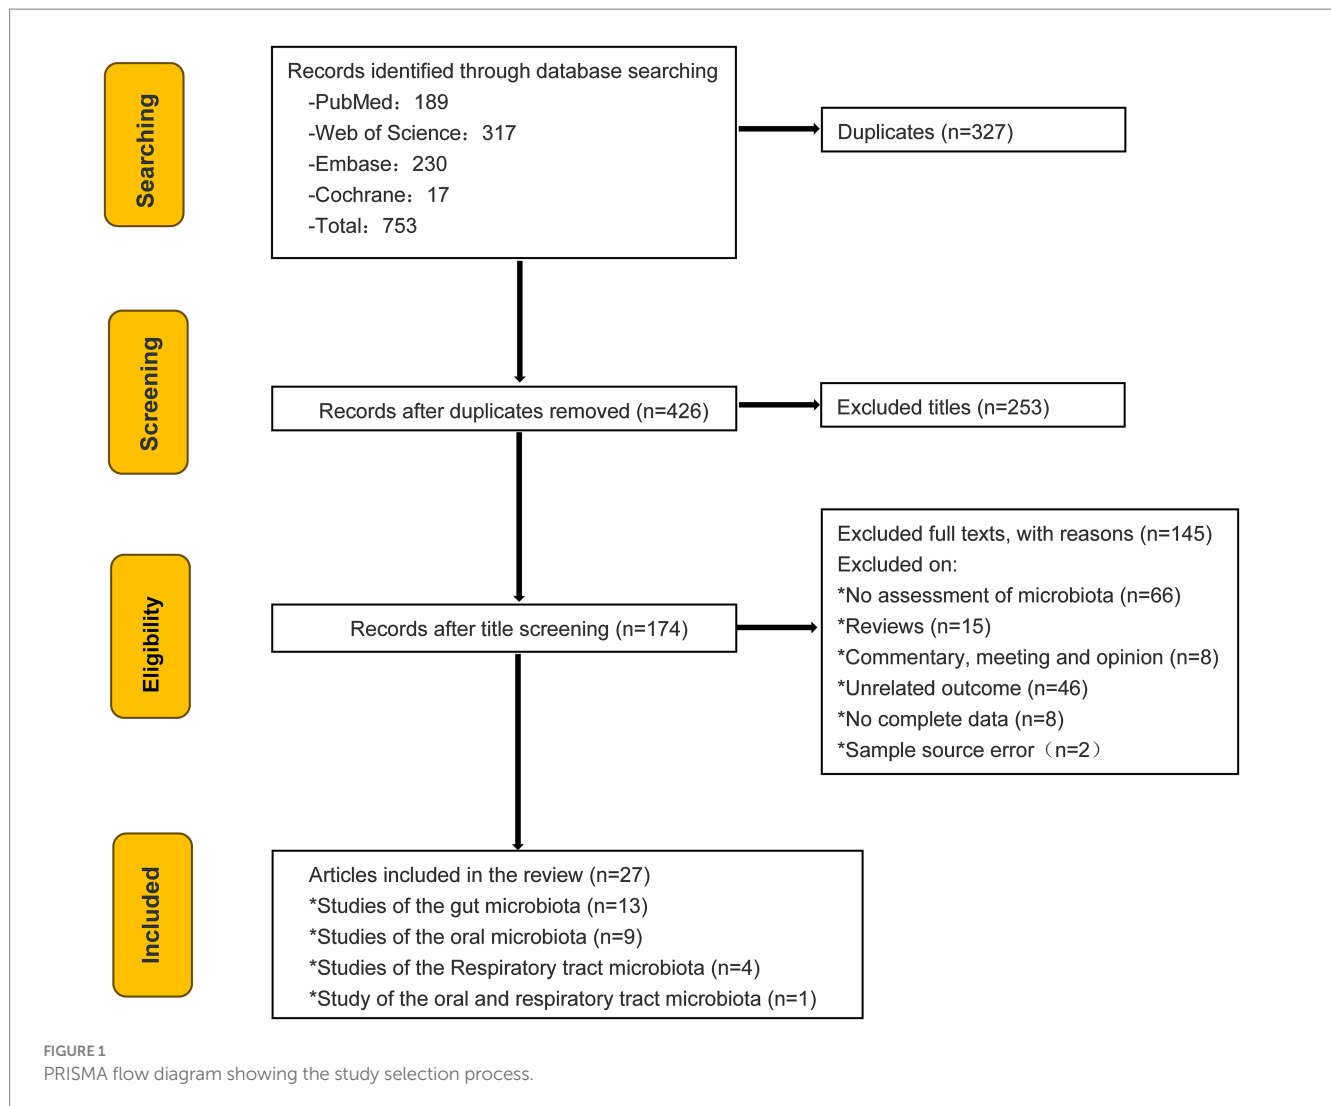 Searching
Records identified through database searching
-PubMed：189
-Web of Science：317
-Embase：230
-Cochrane：17
-Total：753
Duplicates (n=327)
Screening
Records after duplicates removed (n=426)
Excluded titles (n=253)
Eligibility
Records after title screening (n=174)
Excluded full texts, with reasons (n=145)
Excluded on:
*No assessment of microbiota (n=66)
*Reviews (n=15)
*Commentary, meeting and opinion (n=8)
*Unrelated outcome (n=46)
*No complete data (n=8)
*Sample source error（n=2）
Included
Articles included in the review (n=27)
*Studies of the gut microbiota (n=13)
*Studies of the oral microbiota (n=9)
*Studies of the Respiratory tract microbiota (n=4)
*Study of the oral and respiratory tract microbiota (n=1)
FIGURE 1
PRISMA flow diagram showing the study selection process.